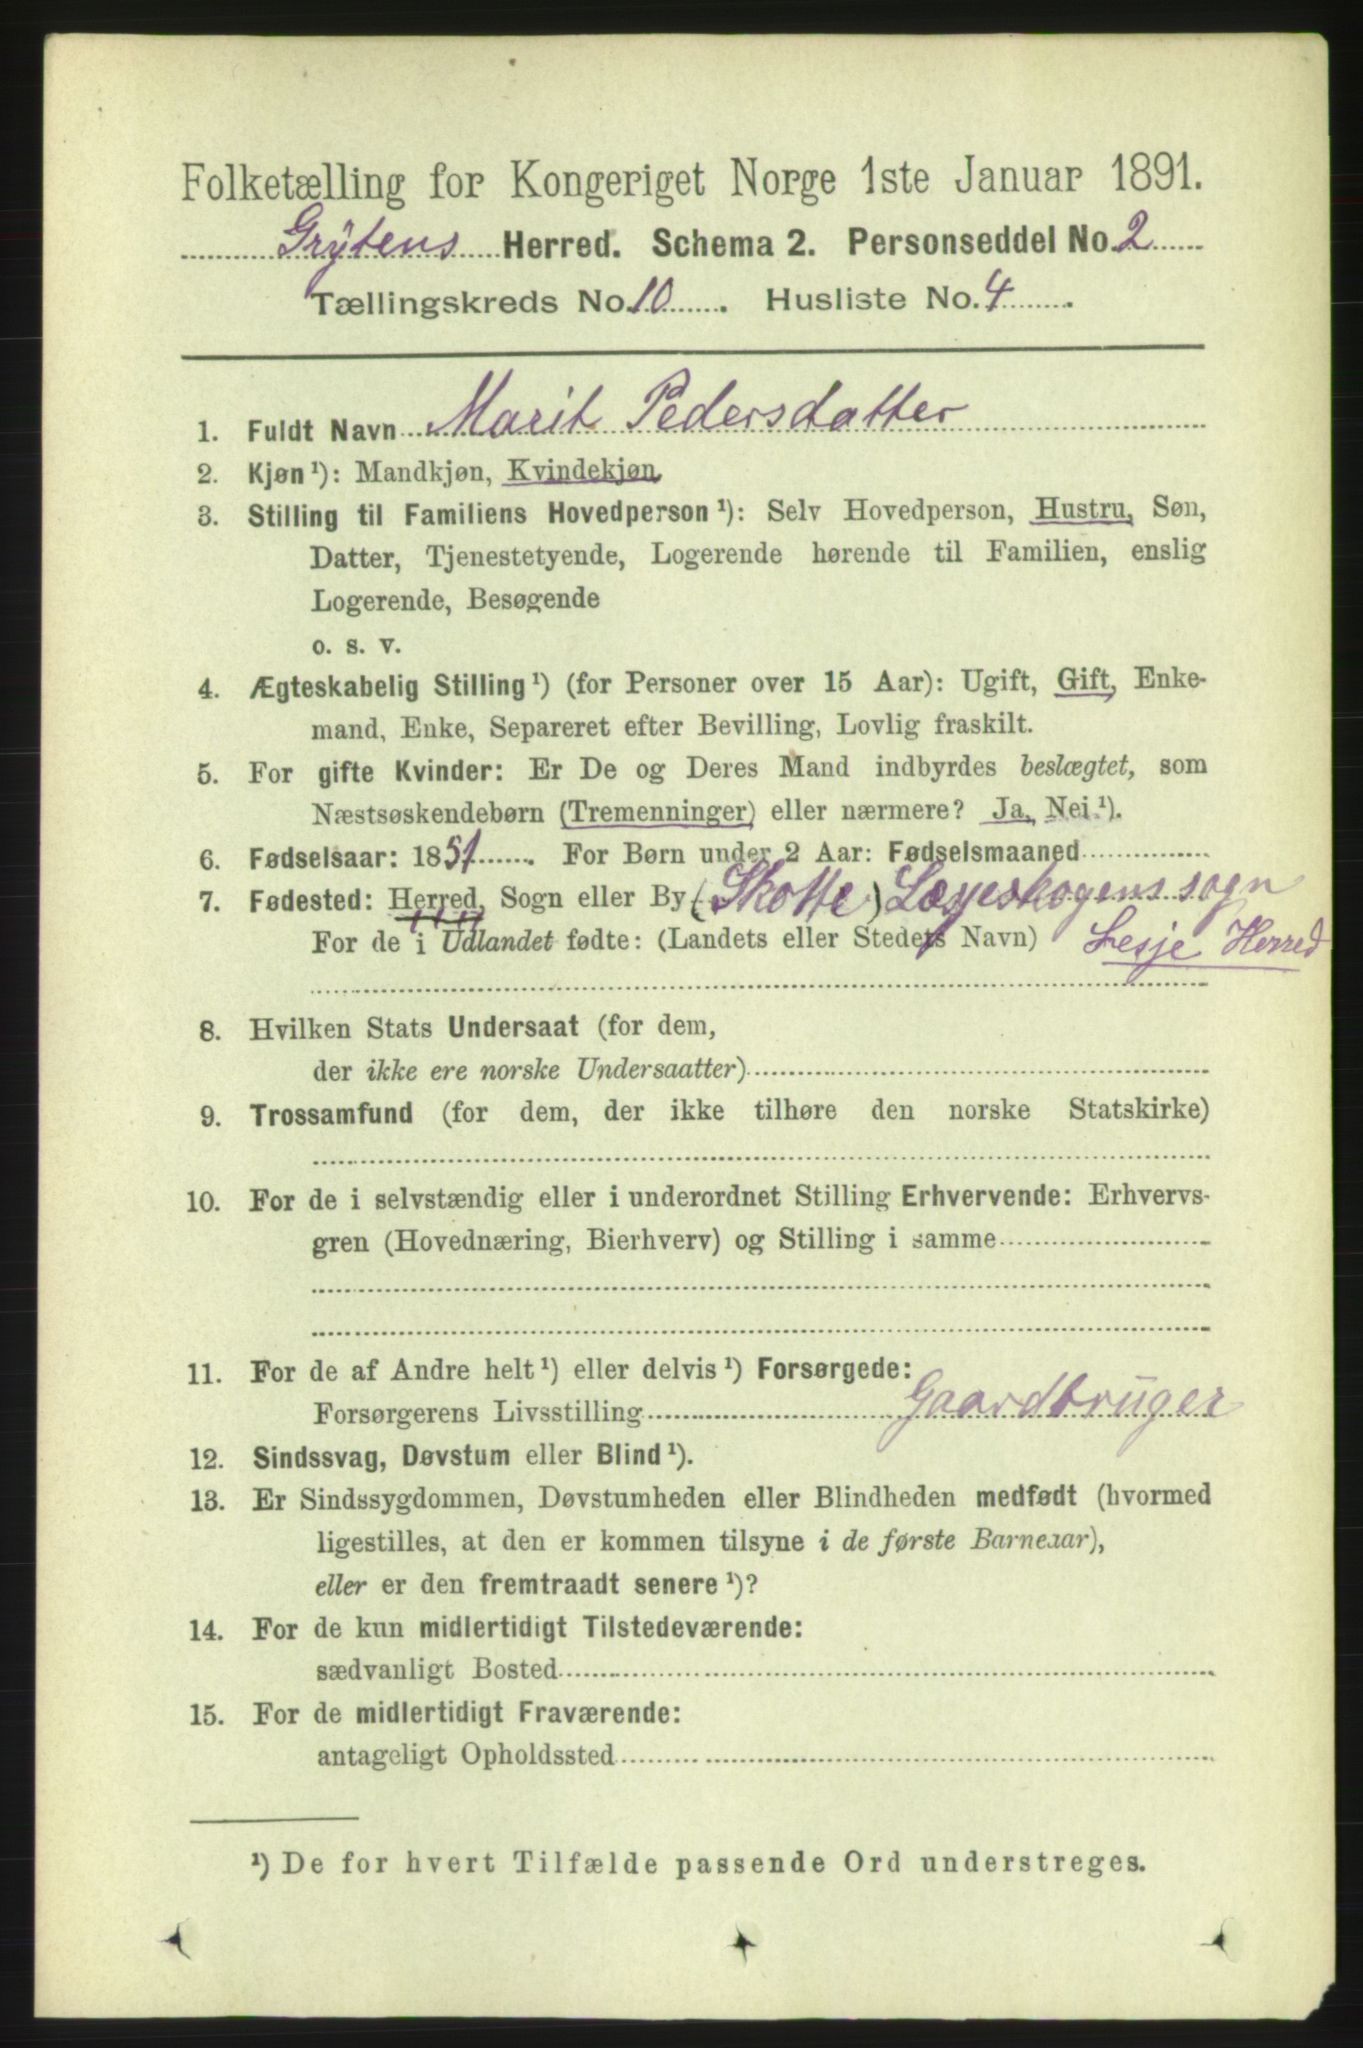 Folketælling for Kongeriget Norge 1ste Januar 1891.
Grytens Herred. Schema 2. Personseddel No. 2
Tællingskreds No. 10. Husliste No. 4.
1. Fuldt Navn Marit Pedersdatter
2. Kjøn ¹): Mandkjøn, Kvindekjøn
3. Stilling til Familiens Hovedperson ¹): Selv Hovedperson, Hustru, Søn,
Datter, Tjenestetyende, Logerende hørende til Familien, enslig
Logerende, Besøgende
o. s. v.
4. Ægteskabelig Stilling ¹) (for Personer over 15 Aar): Ugift, Gift, Enke-
mand, Enke, Separeret efter Bevilling, Lovlig fraskilt.
5. For gifte Kvinder: Er De og Deres Mand indbyrdes beslægtet, som
Næstsøskendebørn (Tremenninger) eller nærmere? Ja, Nei. ¹).
6. Fødselsaar: 1851. For Børn under 2 Aar: Fødselsmaaned
7. Fødested: Herred, Sogn eller By (Skotte) sogn
For de i Udlandet fødte: (Landets eller Steders Navn) Lesje Herred
8. Hvilken Stats Undersaat (for dem,
der ikke ere norske Undersaatter)
9. Trossamfund (for dem, der ikke tilhøre den norske Statskirke)
10. For de i selvstændig eller i underordnet Stilling Erhvervende: Erhvervs-
gren (Hovednæring, Bierhverv) og Stilling i samme
11. For de af Andre helt ¹) eller delvis ¹) Forsørgede:
Forsørgerens Livsstilling Gaardbruger
12. Sindssvag, Døvstum eller Blind ¹).
13. Er Sindssygdommen, Døvstumheden eller Blindheden medfødt (hvormed
ligestilles, at den er kommen tilsyne i de første Barneaar),
eller er den fremtraadt senere ¹)?
14. For de kun midlertidigt Tilstedeværende:
sædvanligt Bosted
15. For de midlertidigt Fraværende:
antageligt Opholdssted
¹) De for hvert Tilfælde passende Ord understreges.